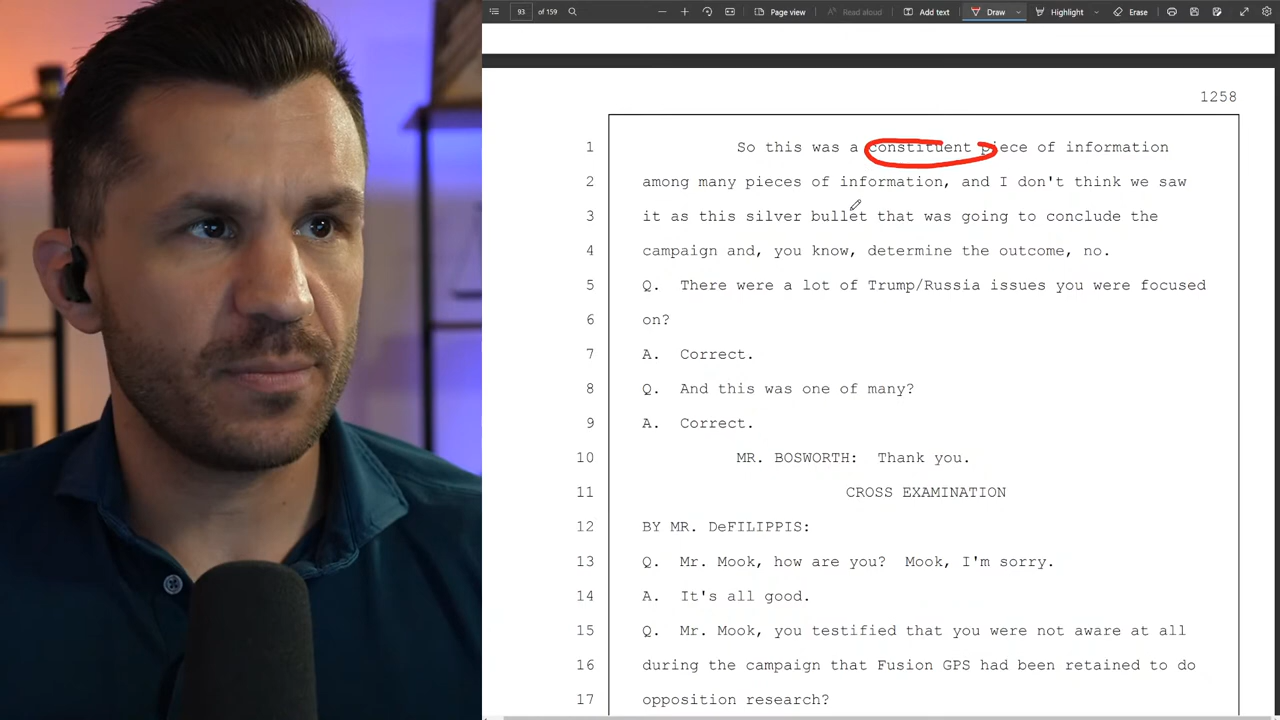 93 of 159 Page view Read aloud Add text Draw Highlight Erase
1258
1 So this was a constituent piece of information
2 among many pieces of information, and I don't think we saw
3 it as this silver bullet that was going to conclude the
4 campaign and, you know, determine the outcome, no.
5 Q. There were a lot of Trump/Russia issues you were focused
6 on?
7 A. Correct.
8 Q. And this was one of many?
9 A. Correct.
10 MR. BOSWORTH: Thank you.
11 CROSS EXAMINATION
12 BY MR. DeFILIPPIS:
13 Q. Mr. Mook, how are you? Mook, I'm sorry.
14 A. It's all good.
15 Q. Mr. Mook, you testified that you were not aware at all
16 during the campaign that Fusion GPS had been retained to do
17 opposition research?